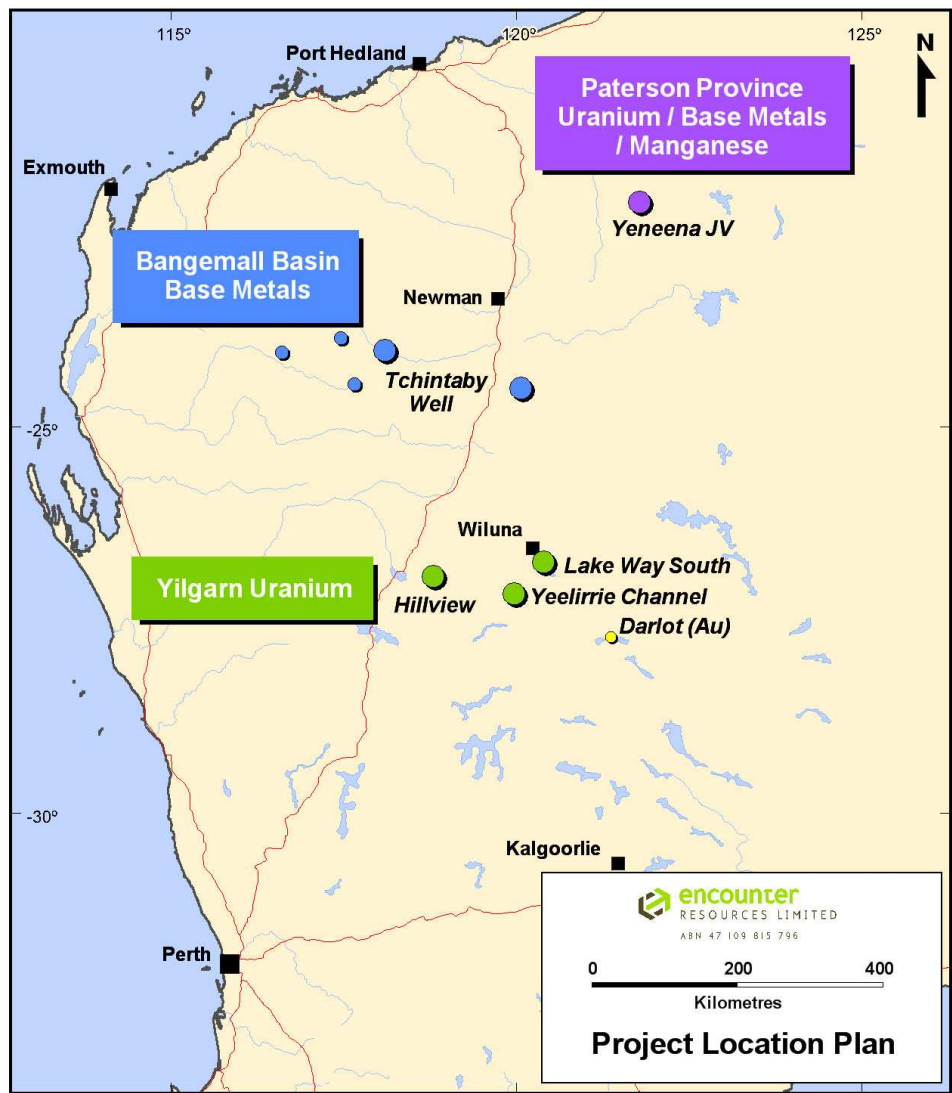 115°
120°
125°
N
Port Hedland
Paterson Province
Uranium / Base Metals
/ Manganese
Exmouth
Yeneena JV
Bangemall Basin
Base Metals
Newman
Tchintaby
Well
-25°
Wiluna
Lake Way South
Yilgarn Uranium
Hillview
Yeelirrie Channel
Darlot (Au)
-30°
Kalgoorlie
encounter
RESOURCES LIMITED
ABN 47 109 815 796
Perth
0 200 400
Kilometres
Project Location Plan